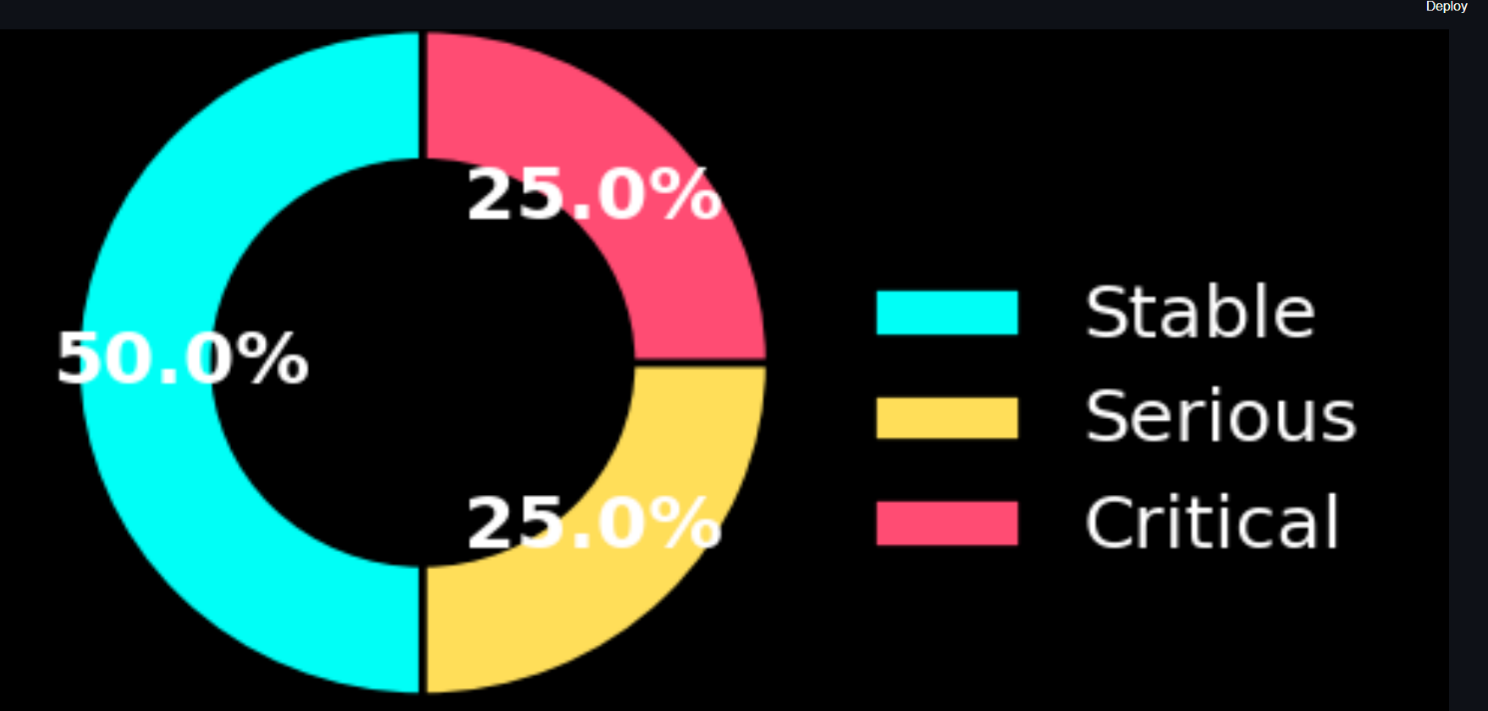 Deploy
25.0%
50.0%
25.0%
Stable
Serious
Critical